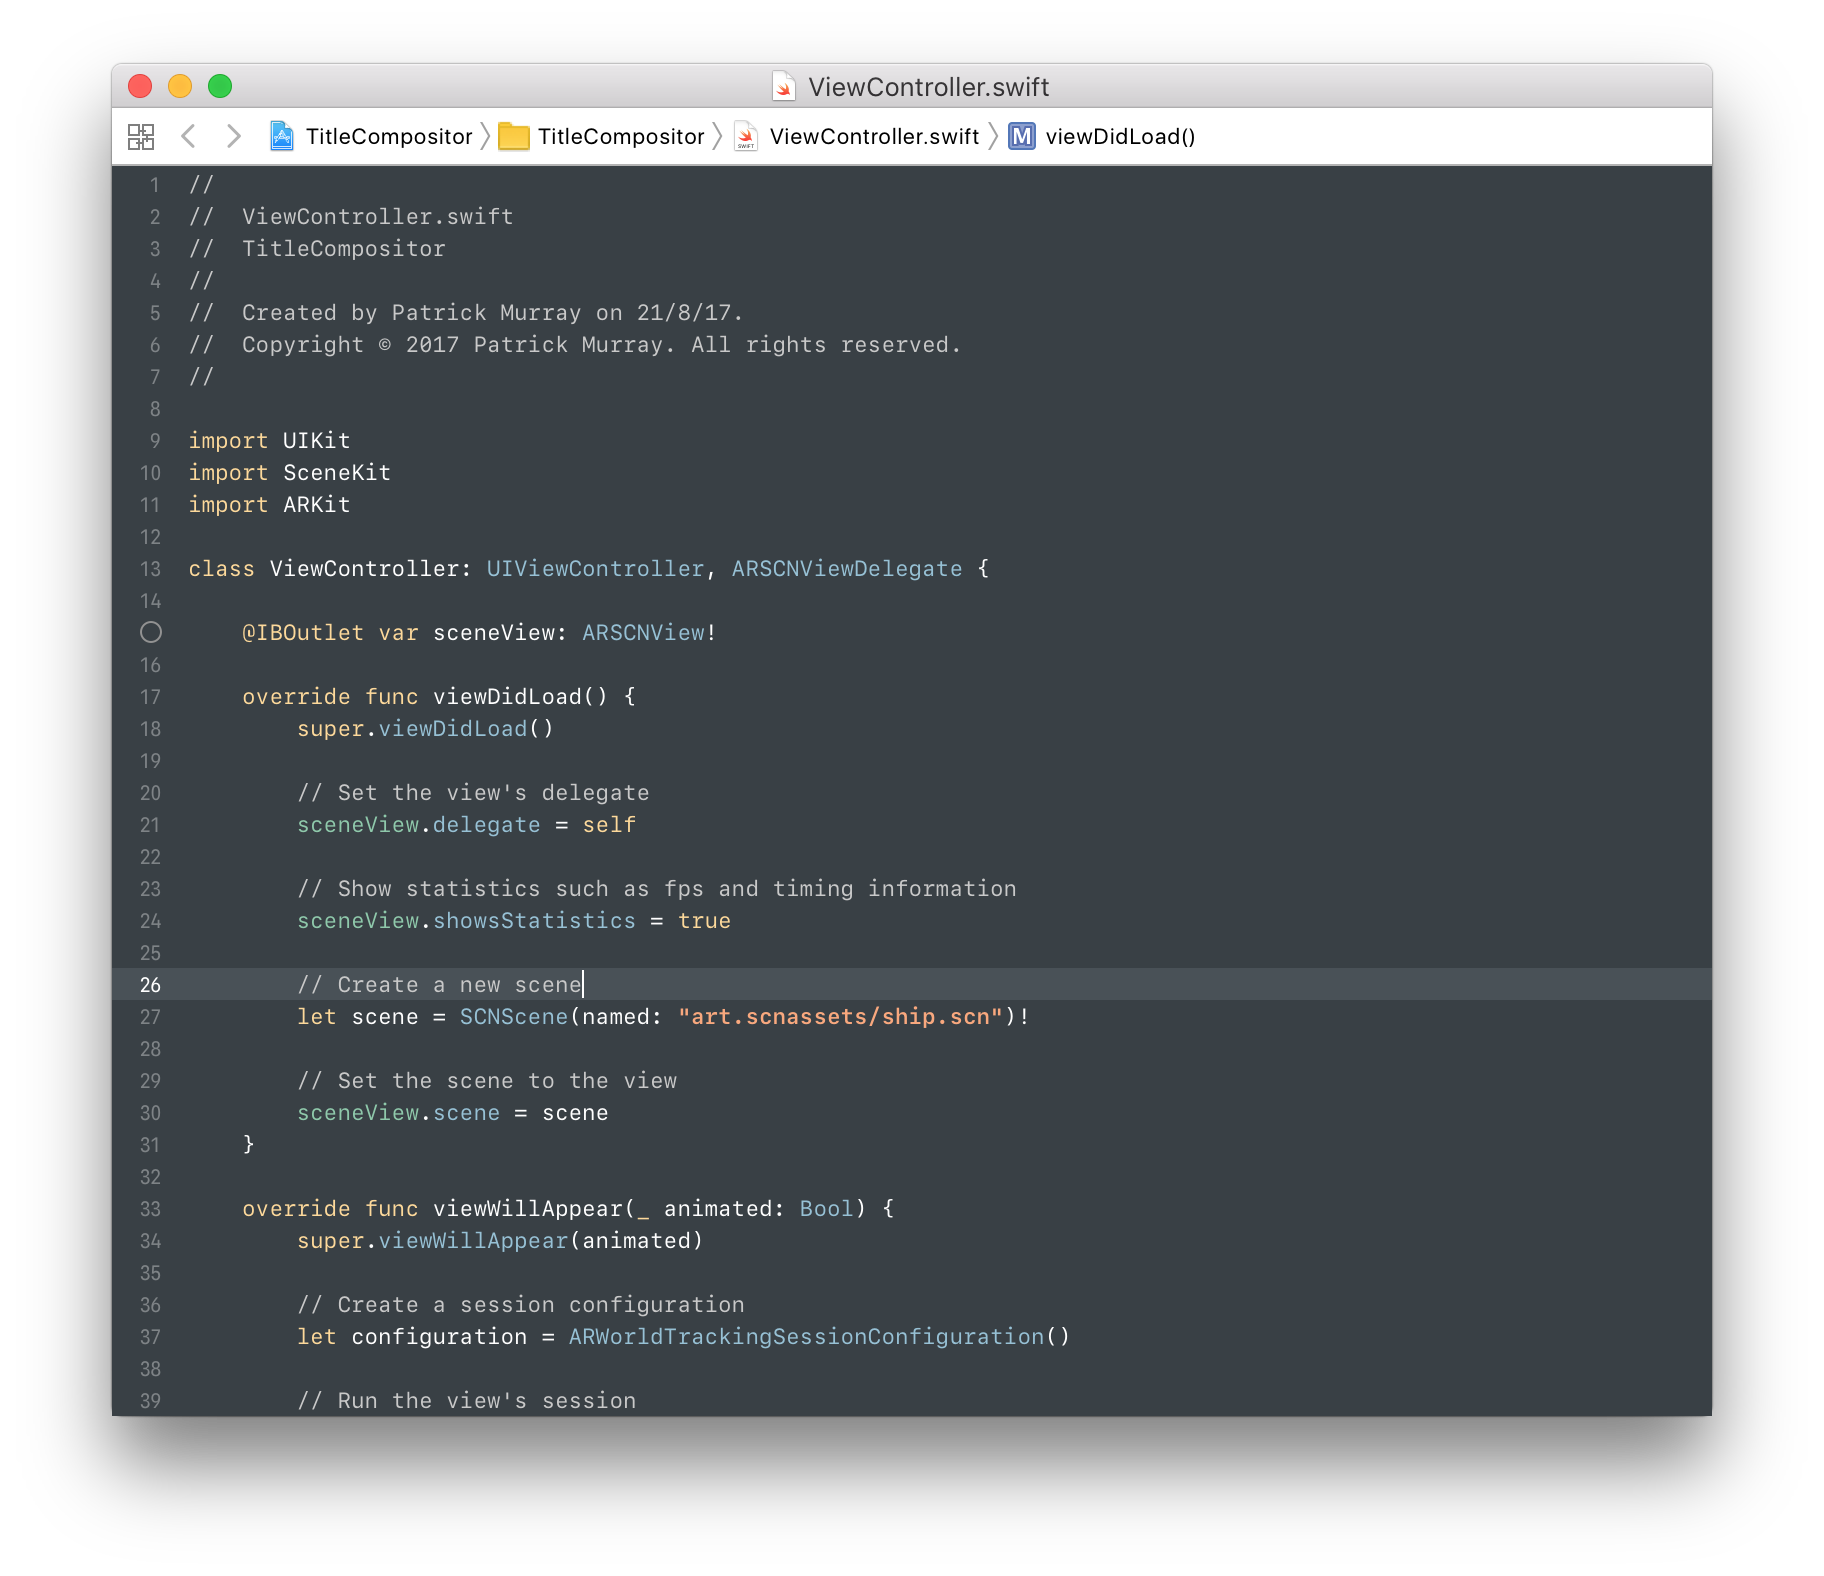 ViewController.swift
TitleCompositor TitleCompositor ViewController.swift M viewDidLoad()
1 //
2 //  ViewController.swift
3 //  TitleCompositor
4 //
5 //  Created by Patrick Murray on 21/8/17.
6 //  Copyright © 2017 Patrick Murray. All rights reserved.
7 //
8
9 import UIKit
10 import SceneKit
11 import ARKit
12
13 class ViewController: UIViewController, ARSCNViewDelegate {
14
@IBOutlet var sceneView: ARSCNView!
16
17     override func viewDidLoad() {
18         super.viewDidLoad()
19
20         // Set the view's delegate
21         sceneView.delegate = self
22
23         // Show statistics such as fps and timing information
24         sceneView.showsStatistics = true
25
26         // Create a new scene
27         let scene = SCNScene(named: "art.scnassets/ship.scn")!
28
29         // Set the scene to the view
30         sceneView.scene = scene
31     }
32
33     override func viewWillAppear(_ animated: Bool) {
34         super.viewWillAppear(animated)
35
36         // Create a session configuration
37         let configuration = ARWorldTrackingSessionConfiguration()
38
39         // Run the view's session